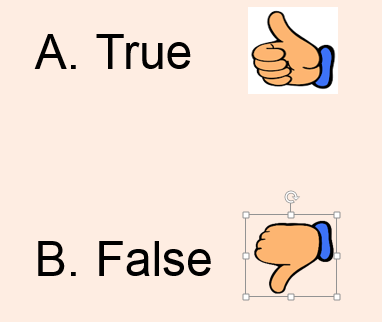 A. True
B. False